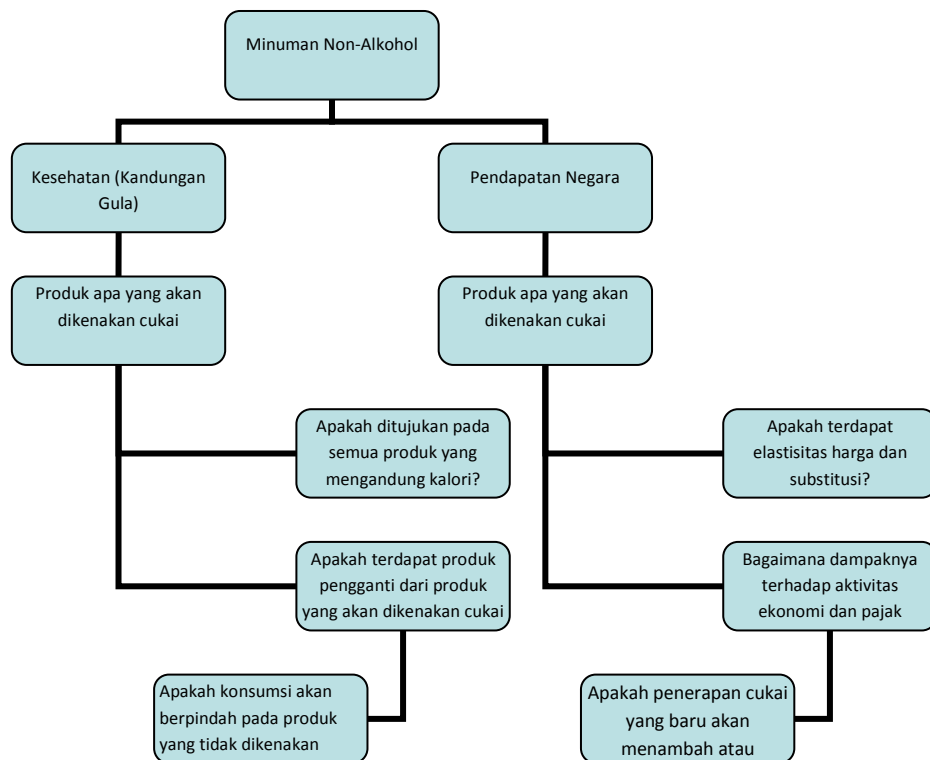 Minuman Non-Alkohol
Kesehatan (Kandungan
Gula)
Pendapatan Negara
Produk apa yang akan
dikenakan cukai
Produk apa yang akan
dikenakan cukai
Apakah ditujukan pada
semua produk yang
mengandung kalori?
Apakah terdapat
elastisitas harga dan
substitusi?
Apakah terdapat produk
pengganti dari produk
yang akan dikenakan cukai
Bagaimana dampaknya
terhadap aktivitas
ekonomi dan pajak
Apakah konsumsi akan
berpindah pada produk
yang tidak dikenakan
Apakah penerapan cukai
yang baru akan
menambah atau